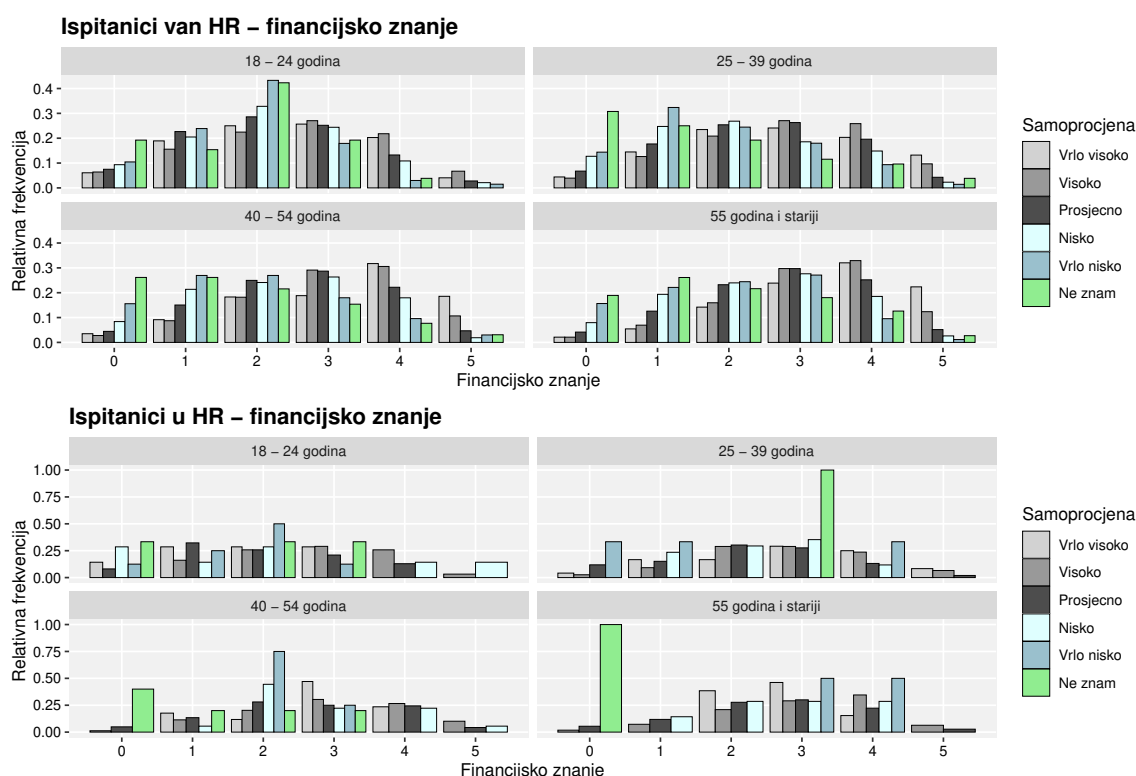 Ispitanici van HR – financijsko znanje
18 – 24 godina
25 – 39 godina
0.4
0.3
0.2
0.1
0.0
40 – 54 godina
55 godina i stariji
0.4
0.3
0.2
0.1
0.0
0 1 2 3 4 5
0 1 2 3 4 5
Relativna frekvencija
Financijsko znanje
Samoprocjena
Vrlo visoko
Visoko
Prosjecno
Nisko
Vrlo nisko
Ne znam
Ispitanici u HR – financijsko znanje
18 – 24 godina
25 – 39 godina
1.00
0.75
0.50
0.25
0.00
40 – 54 godina
55 godina i stariji
1.00
0.75
0.50
0.25
0.00
0 1 2 3 4 5
0 1 2 3 4 5
Relativna frekvencija
Financijsko znanje
Samoprocjena
Vrlo visoko
Visoko
Prosjecno
Nisko
Vrlo nisko
Ne znam